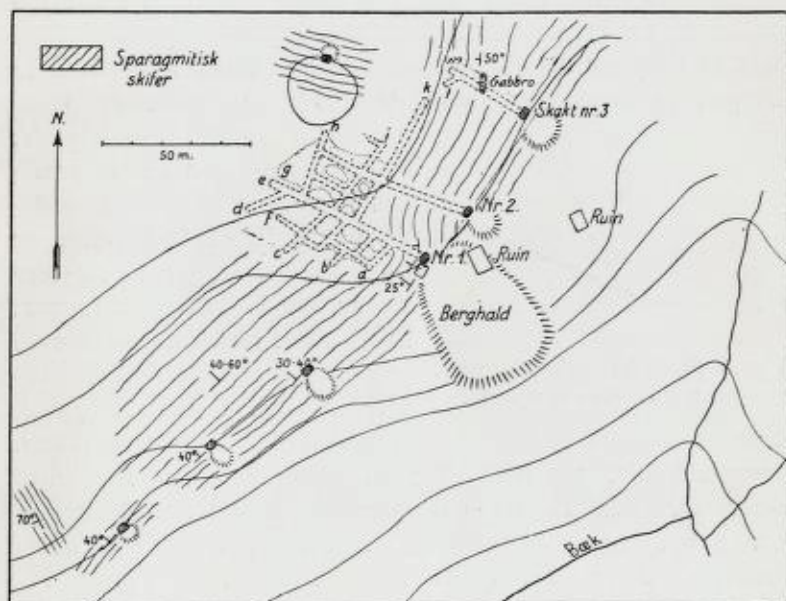 Sparagmitisk
skifer
N.
50 m.
h
k
l
50°
Gabbro
Skakt nr. 3
g
e
d
f
c
b
a
Nr. 2.
Nr. 1.
Ruin
Ruin
25°
Berghald
40-60°
30-40°
40°
70°
40°
Bæk